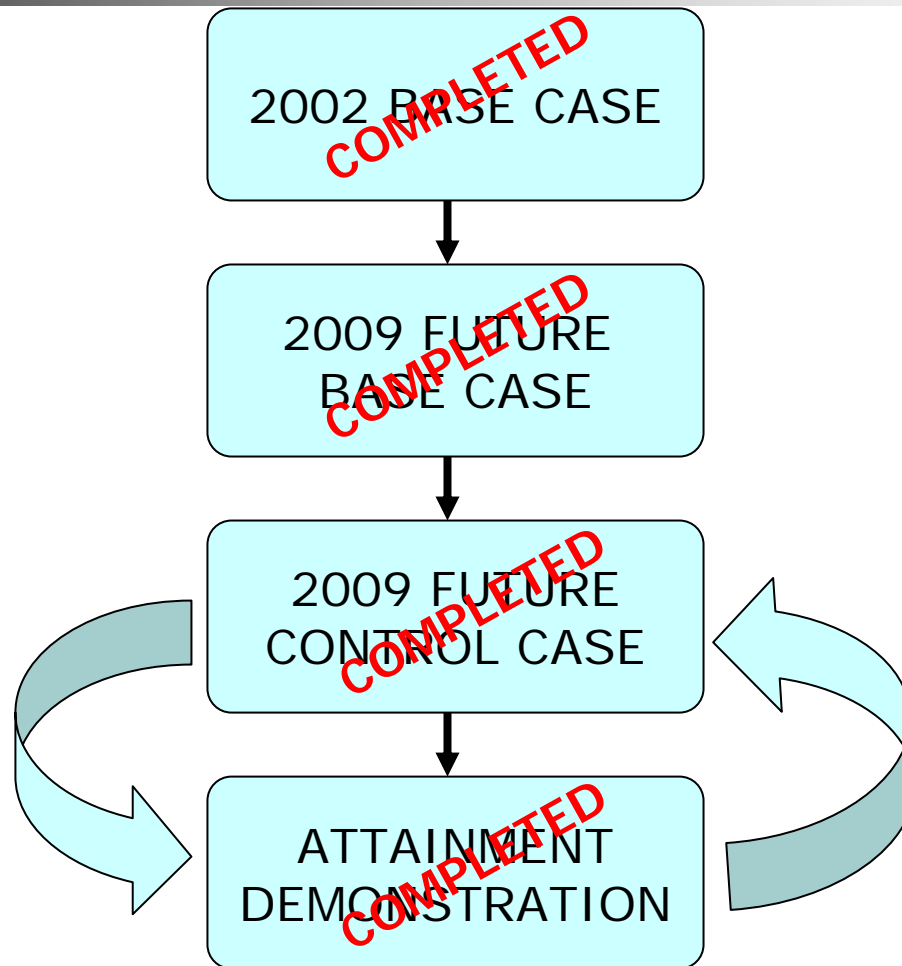 2002 BASE CASE
COMPLETED
2009 FUTURE
BASE CASE
COMPLETED
2009 FUTURE
CONTROL CASE
COMPLETED
ATTAINMENT
DEMONSTRATION
COMPLETED